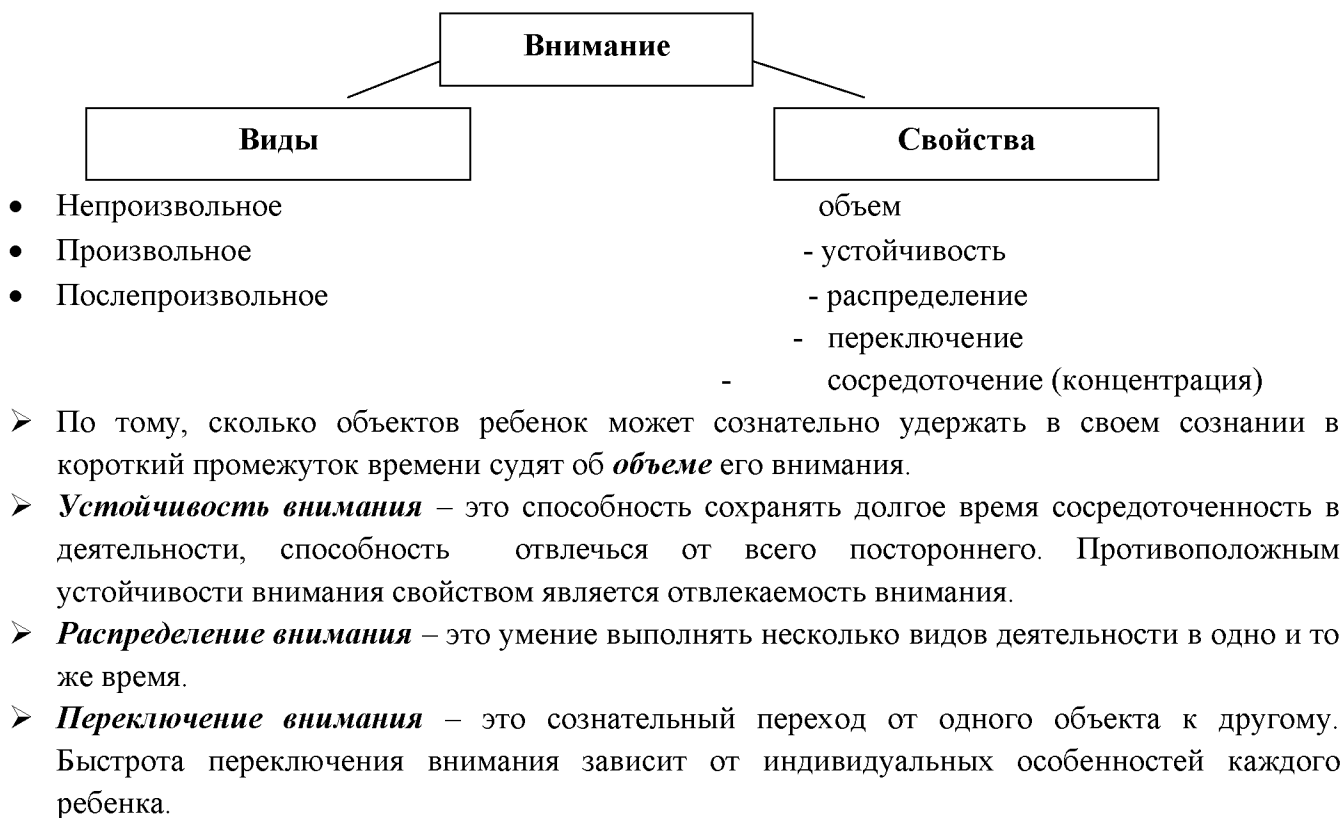 Внимание
Виды Свойства
• Непроизвольное объем
• Произвольное - устойчивость
• Послепроизвольное - распределение
- переключение
- сосредоточение (концентрация)
➢ По тому, сколько объектов ребенок может сознательно удержать в своем сознании в
короткий промежуток времени судят об объеме его внимания.
➢ Устойчивость внимания – это способность сохранять долгое время сосредоточенность в
деятельности, способность отвлечься от всего постороннего. Противоположным
устойчивости внимания свойством является отвлекаемость внимания.
➢ Распределение внимания – это умение выполнять несколько видов деятельности в одно и то
же время.
➢ Переключение внимания – это сознательный переход от одного объекта к другому.
Быстрота переключения внимания зависит от индивидуальных особенностей каждого
ребенка.